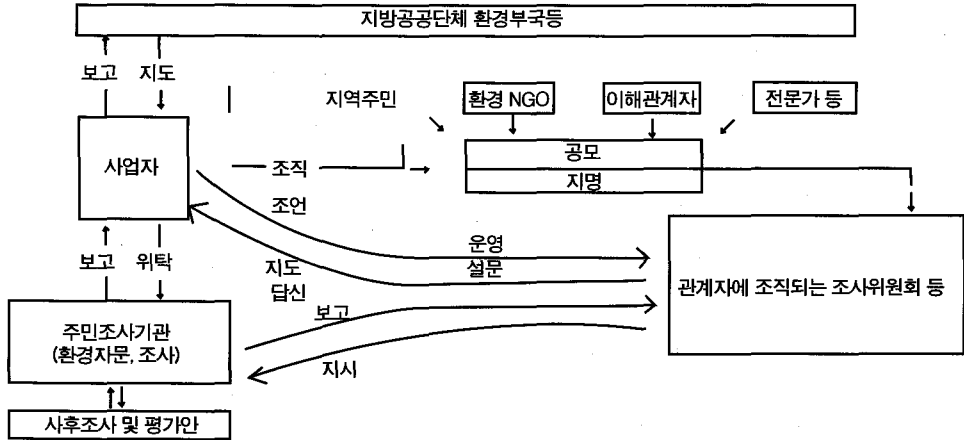 지방공공단체 환경부국등
보고 지도
지역주민 환경 NGO 이해관계자 전문가 등
사업자
공모
조직
지명
조언
운영
보고 위탁
지도
설문
답신
관계자에 조직되는 조사위원회 등
보고
주민조사기관
(환경자문, 조사)
지시
사후조사 및 평가안